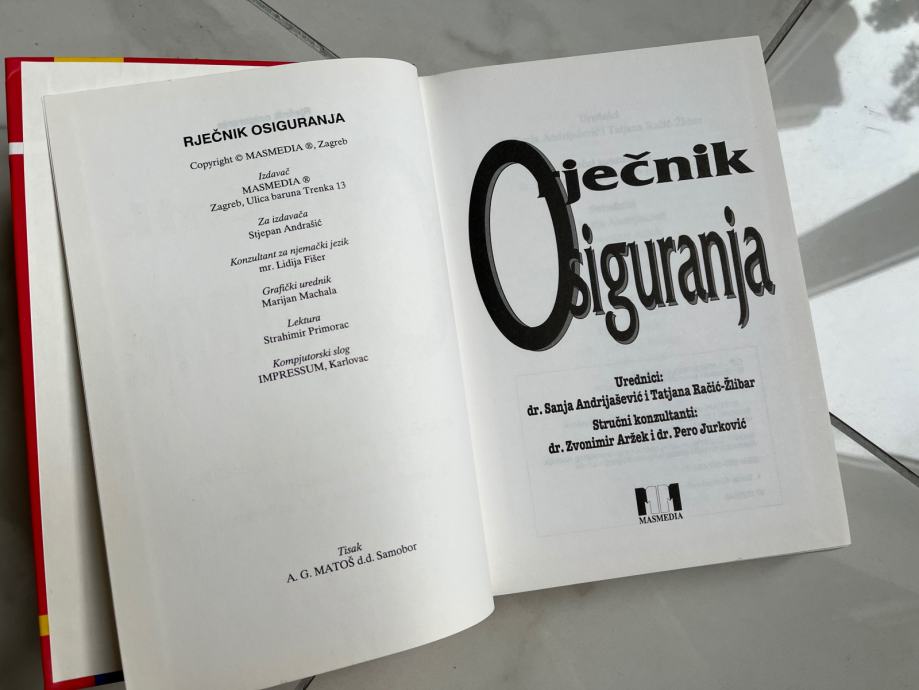 RJEČNIK OSIGURANJA
Copyright © MASMEDIA ®, Zagreb
Izdavač
MASMEDIA ®
Zagreb, Ulica baruna Trenka 13
Za izdavača
Stjepan Andrašić
Konzultant za njemački jezik
mr. Lidija Fišer
Grafički urednik
Marijan Machala
Lektura
Strahimir Primorac
Kompjutorski slog
IMPRESSUM, Karlovac
Tisak
A. G. MATOŠ d.d. Samobor
rječnik
Osiguranja
Urednici:
dr. Sanja Andrijašević i Tatjana Račić-Žlibar
Stručni konzultanti:
dr. Zvonimir Aržek i dr. Pero Jurković
MASMEDIA